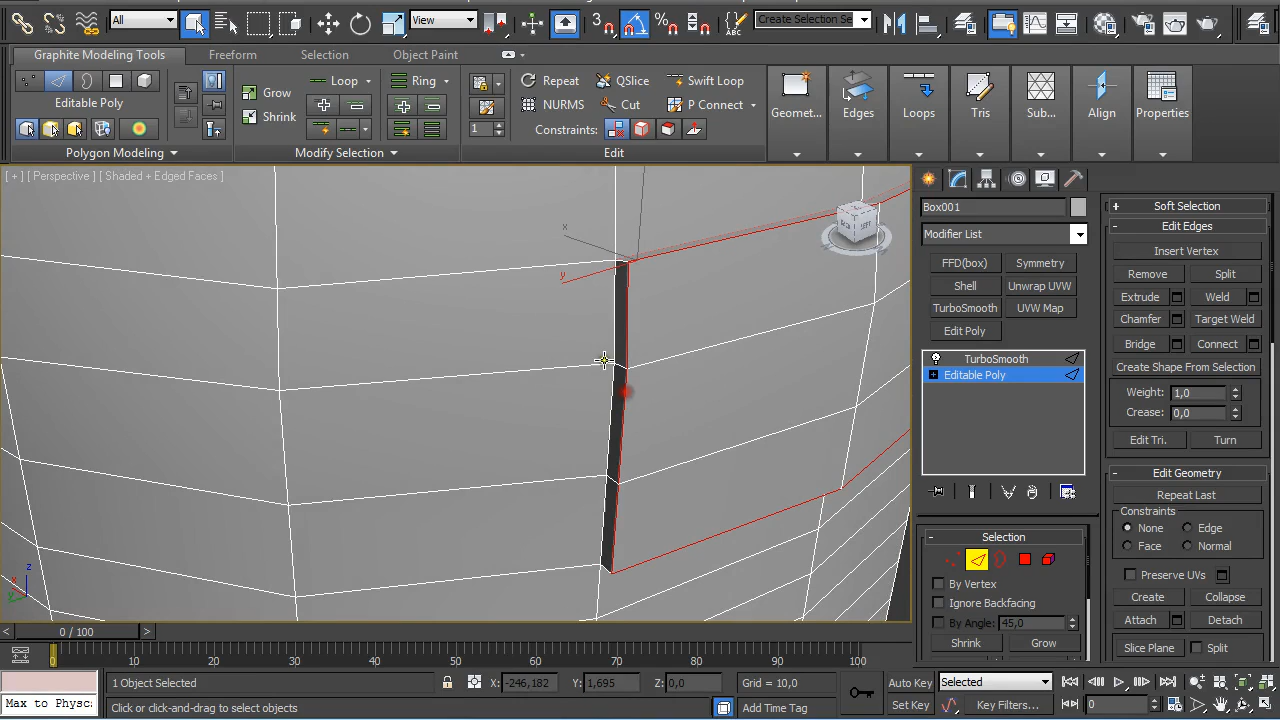 All
View
Create Selection Se
3
ABC
Graphite Modeling Tools
Freeform
Selection
Object Paint
Editable Poly
Polygon Modeling
Grow
Shrink
Loop
Ring
Modify Selection
Repeat
QSlice
Swift Loop
NURMS
Cut
P Connect
1
Constraints:
Edit
Geomet...
Edges
Loops
Tris
Sub...
Align
Properties
[ + ] [ Perspective ] [ Shaded + Edged Faces ]
x
y
z
x
y
BACK
LEFT
Box001
Modifier List
FFD(box)
Symmetry
Shell
Unwrap UVW
TurboSmooth
UVW Map
Edit Poly
TurboSmooth
Editable Poly
Selection
By Vertex
Ignore Backfacing
By Angle:
45,0
Shrink
Grow
Soft Selection
Edit Edges
Insert Vertex
Remove
Split
Extrude
Weld
Chamfer
Target Weld
Bridge
Connect
Create Shape From Selection
Weight:
1,0
Crease:
0,0
Edit Tri.
Turn
Edit Geometry
Repeat Last
Constraints
None
Edge
Face
Normal
Preserve UVs
Create
Collapse
Attach
Detach
Slice Plane
Split
0 / 100
0
10
20
30
40
50
60
70
80
90
100
1 Object Selected
X:
-246,182
Y:
1,695
Z:
0,0
Grid = 10,0
Auto Key
Selected
Max to Physc
Click or click-and-drag to select objects
Add Time Tag
Set Key
Key Filters...
0